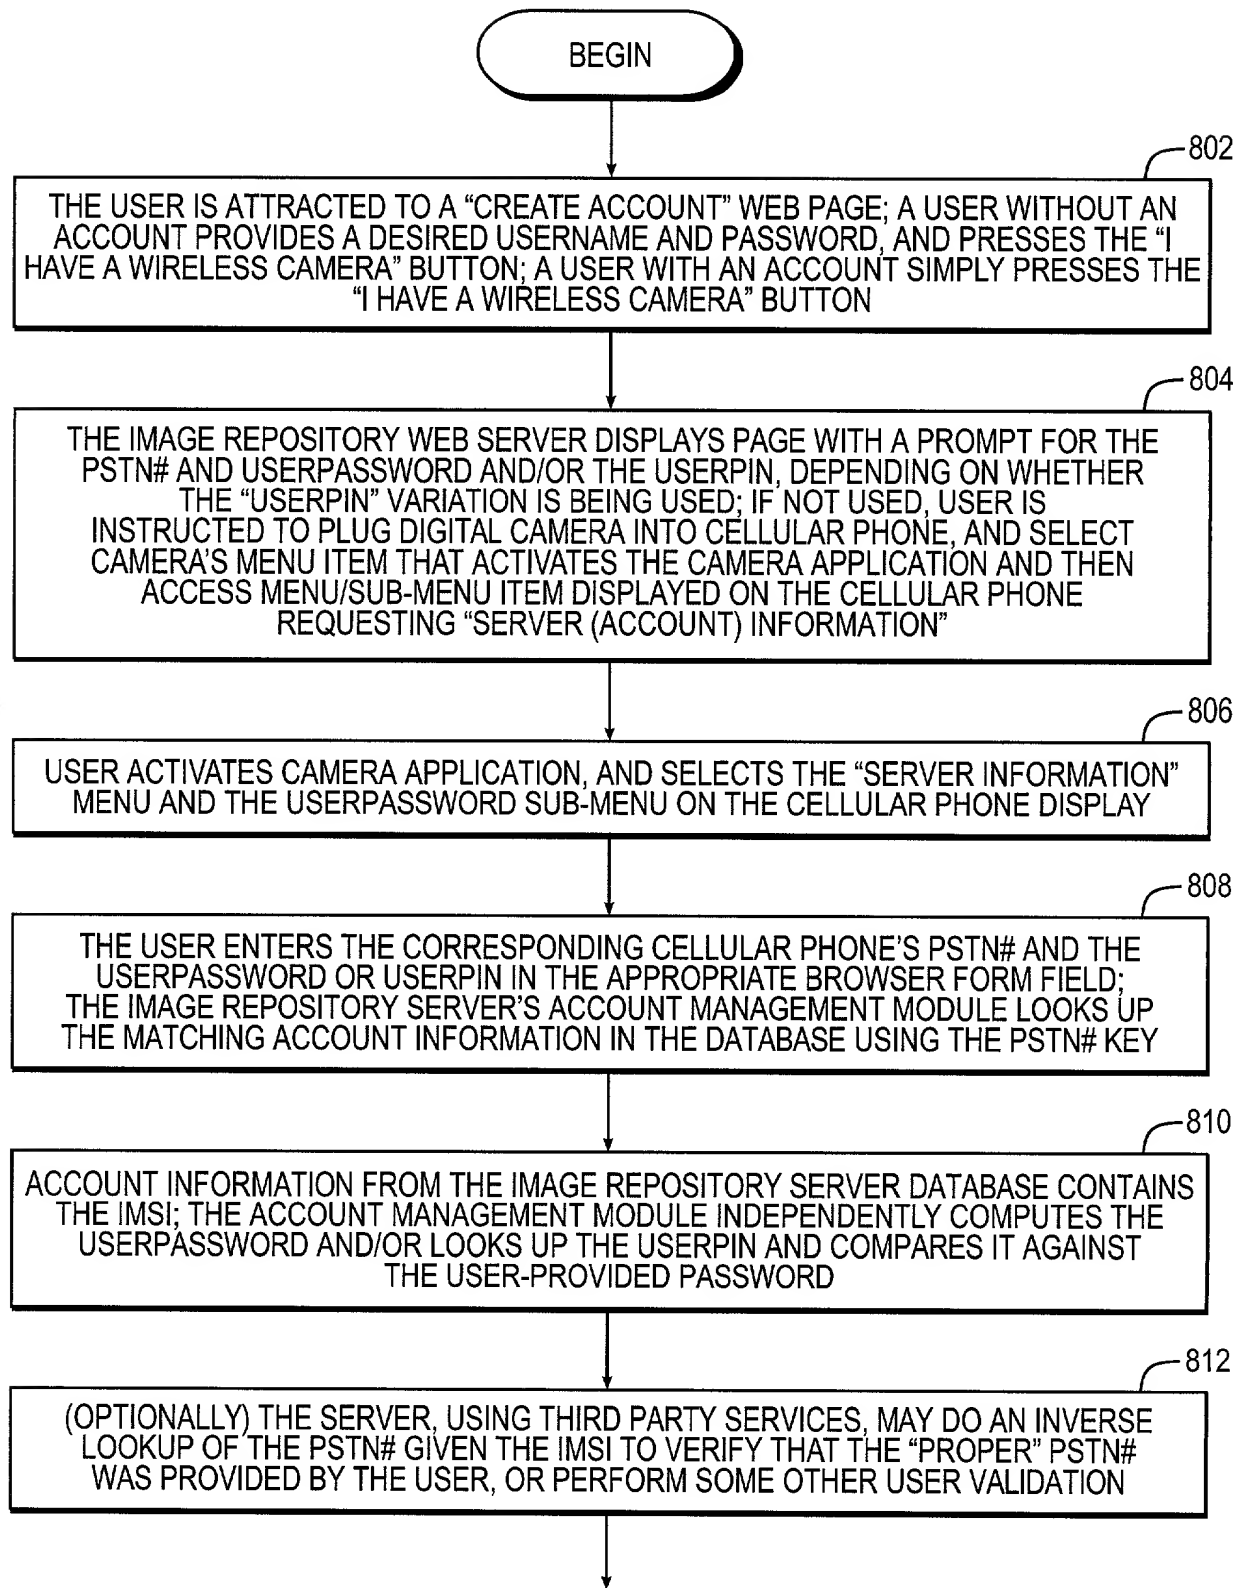 BEGIN
802
THE USER IS ATTRACTED TO A “CREATE ACCOUNT” WEB PAGE; A USER WITHOUT AN
ACCOUNT PROVIDES A DESIRED USERNAME AND PASSWORD, AND PRESSES THE “I
HAVE A WIRELESS CAMERA” BUTTON; A USER WITH AN ACCOUNT SIMPLY PRESSES THE
“I HAVE A WIRELESS CAMERA” BUTTON
804
THE IMAGE REPOSITORY WEB SERVER DISPLAYS PAGE WITH A PROMPT FOR THE
PSTN# AND USERPASSWORD AND/OR THE USERPIN, DEPENDING ON WHETHER
THE “USERPIN” VARIATION IS BEING USED; IF NOT USED, USER IS
INSTRUCTED TO PLUG DIGITAL CAMERA INTO CELLULAR PHONE, AND SELECT
CAMERA’S MENU ITEM THAT ACTIVATES THE CAMERA APPLICATION AND THEN
ACCESS MENU/SUB-MENU ITEM DISPLAYED ON THE CELLULAR PHONE
REQUESTING “SERVER (ACCOUNT) INFORMATION”
806
USER ACTIVATES CAMERA APPLICATION, AND SELECTS THE “SERVER INFORMATION”
MENU AND THE USERPASSWORD SUB-MENU ON THE CELLULAR PHONE DISPLAY
808
THE USER ENTERS THE CORRESPONDING CELLULAR PHONE’S PSTN# AND THE
USERPASSWORD OR USERPIN IN THE APPROPRIATE BROWSER FORM FIELD;
THE IMAGE REPOSITORY SERVER’S ACCOUNT MANAGEMENT MODULE LOOKS UP
THE MATCHING ACCOUNT INFORMATION IN THE DATABASE USING THE PSTN# KEY
810
ACCOUNT INFORMATION FROM THE IMAGE REPOSITORY SERVER DATABASE CONTAINS
THE IMSI; THE ACCOUNT MANAGEMENT MODULE INDEPENDENTLY COMPUTES THE
USERPASSWORD AND/OR LOOKS UP THE USERPIN AND COMPARES IT AGAINST
THE USER-PROVIDED PASSWORD
812
(OPTIONALLY) THE SERVER, USING THIRD PARTY SERVICES, MAY DO AN INVERSE
LOOKUP OF THE PSTN# GIVEN THE IMSI TO VERIFY THAT THE “PROPER” PSTN#
WAS PROVIDED BY THE USER, OR PERFORM SOME OTHER USER VALIDATION